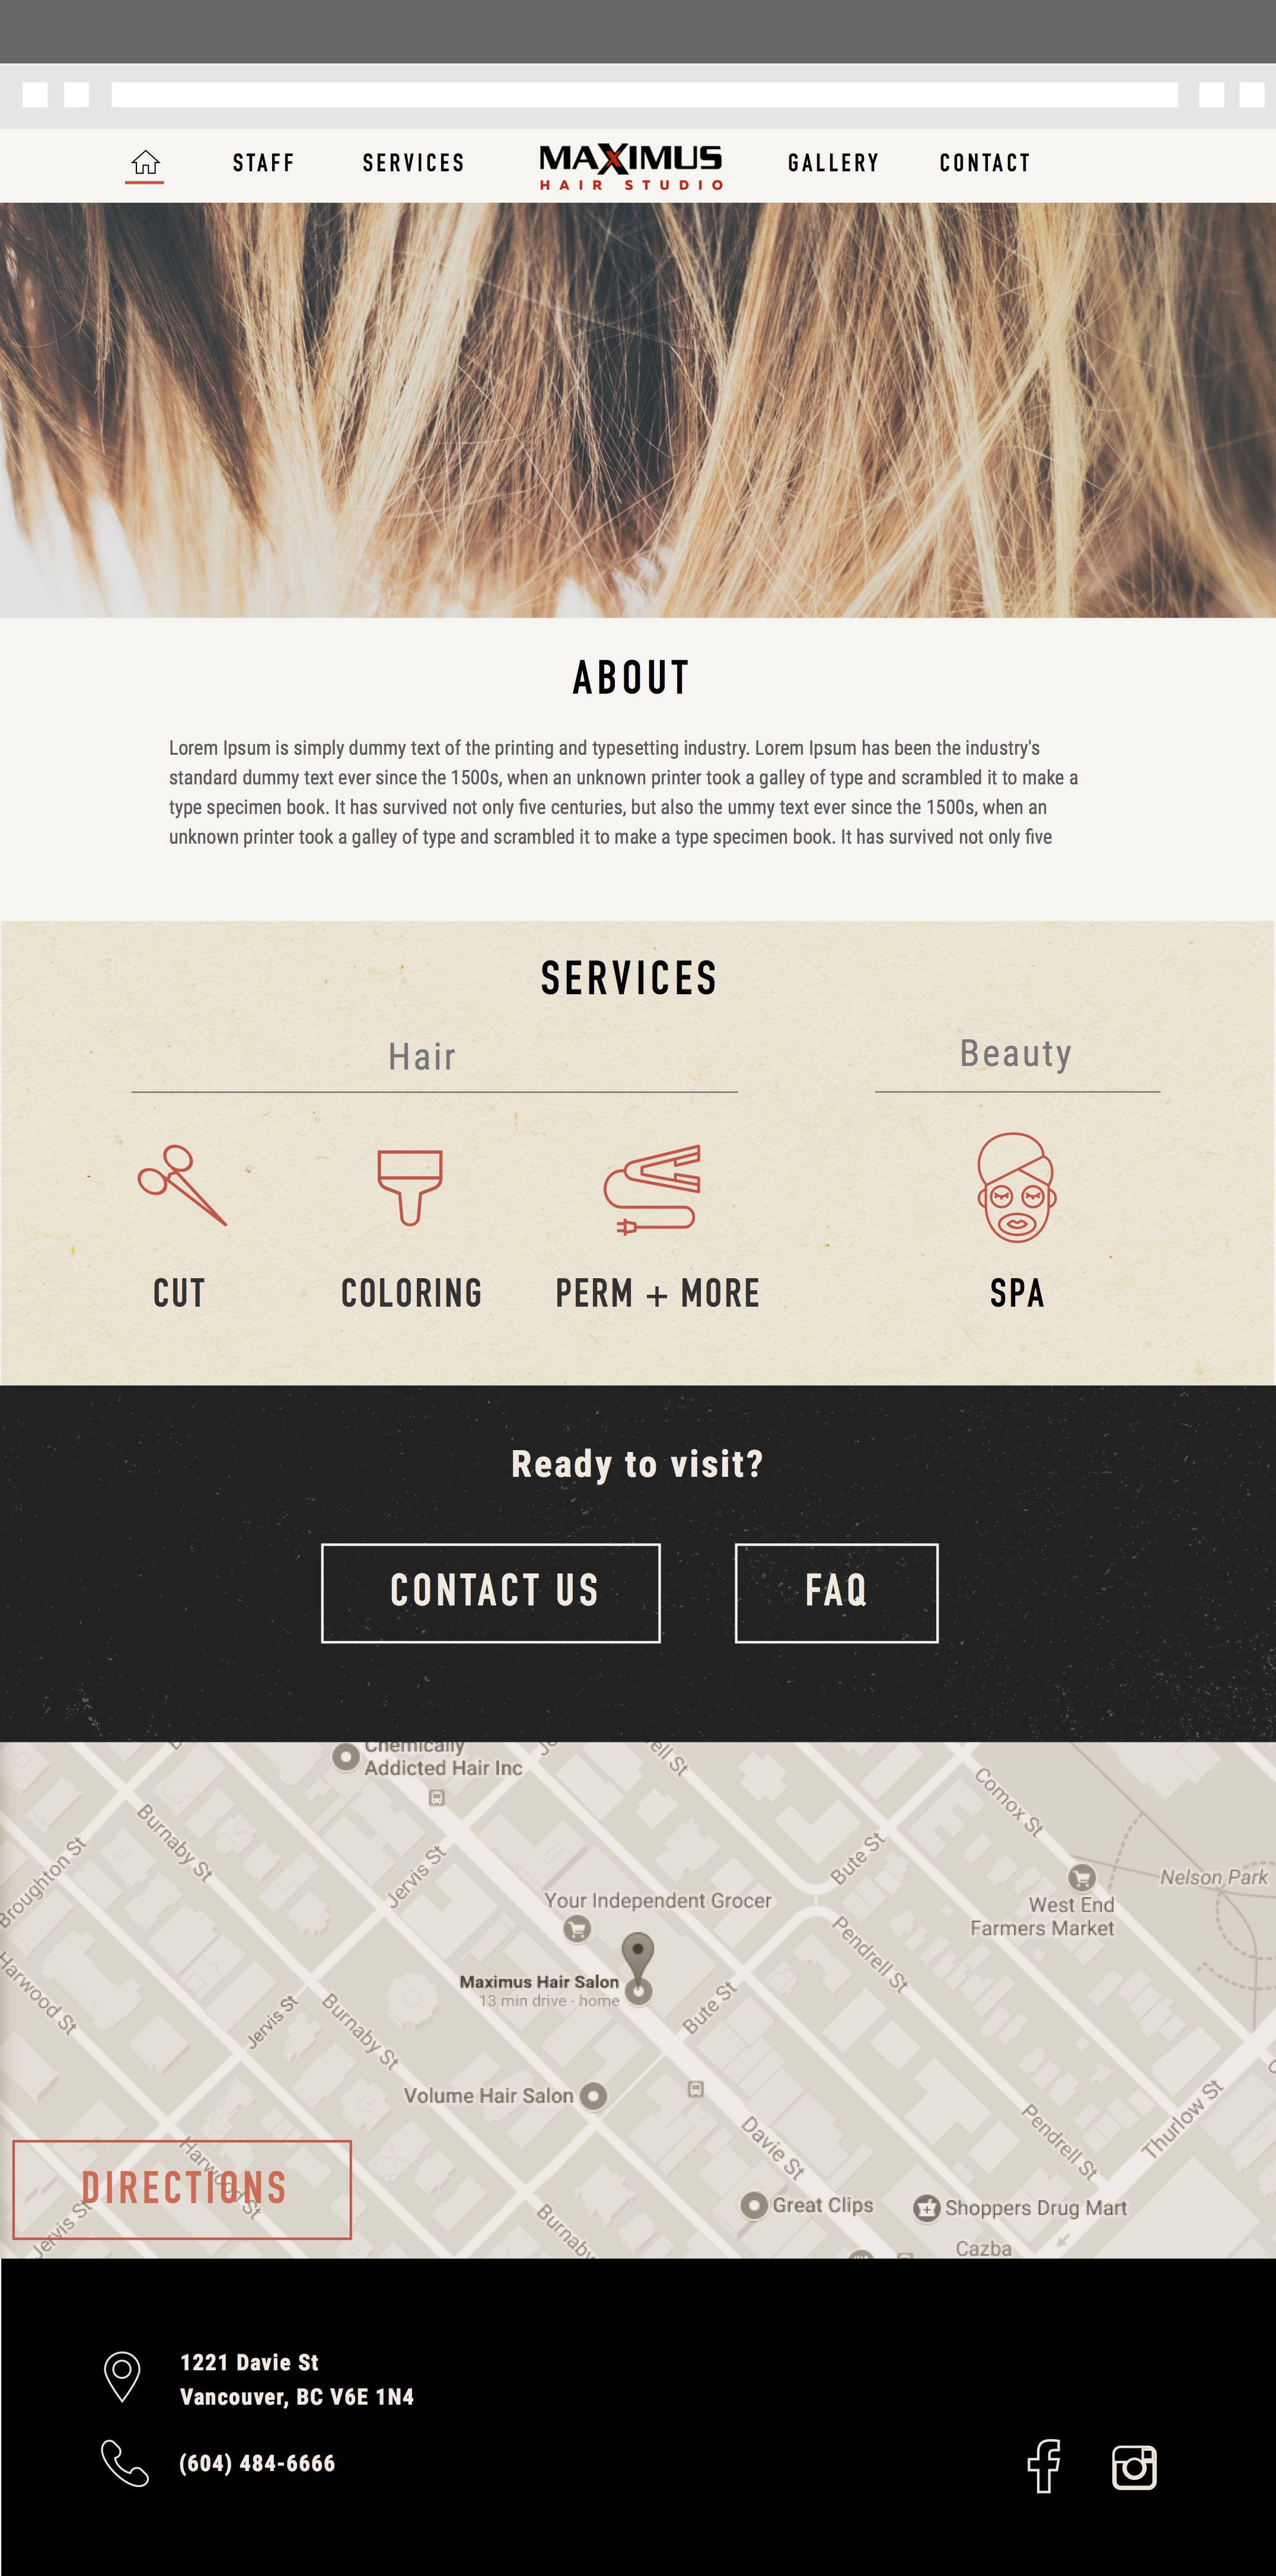 STAFF
SERVICES
MAXIMUS
HAIR STUDIO
GALLERY
CONTACT
ABOUT
Lorem Ipsum is simply dummy text of the printing and typesetting industry. Lorem Ipsum has been the industry's
standard dummy text ever since the 1500s, when an unknown printer took a galley of type and scrambled it to make a
type specimen book. It has survived not only five centuries, but also the ummy text ever since the 1500s, when an
unknown printer took a galley of type and scrambled it to make a type specimen book. It has survived not only five
SERVICES
Hair
Beauty
CUT
COLORING
PERM + MORE
SPA
Ready to visit?
CONTACT US
FAQ
Chemically
Addicted Hair Inc
ell St
Comox St
Burnaby St
Broughton St
Jervis St
Bute St
Nelson Park
Your Independent Grocer
West End
Farmers Market
Pendrell St
Harwood St
Maximus Hair Salon
13 min drive - home
Jervis St
Burnaby St
Bute St
Volume Hair Salon
Davie St
Pendrell St
Thurlow St
Harwood St
DIRECTIONS
Jervis St
Great Clips
Shoppers Drug Mart
Burnaby
Cazba
1221 Davie St
Vancouver, BC V6E 1N4
(604) 484-6666